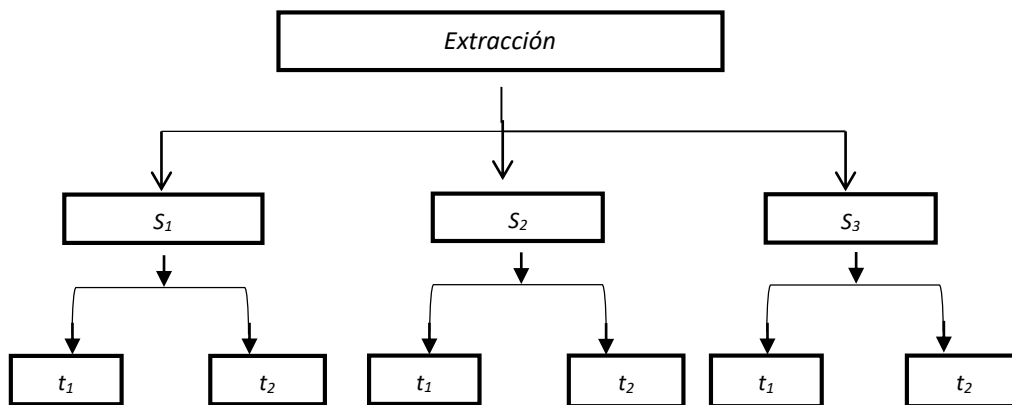 Extracción
S₁ S₂ S₃
t₁ t₂ t₁ t₂ t₁ t₂